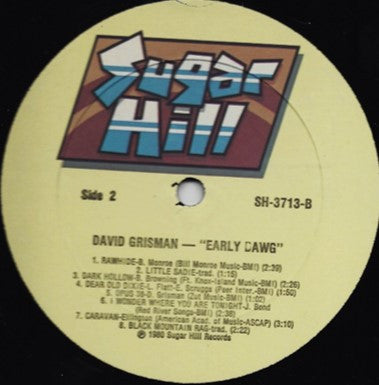 Sugar
Hill
Side 2
SH-3713-B
DAVID GRISMAN — "EARLY DAWG"
1. RAWHIDE-B. Monroe (Bill Monroe Music-BMI) (2:39)
2. LITTLE SADIE-trad. (1:15)
3. DARK HOLLOW-B. Browning (Ft. Knox-Island Music-BMI) (2:26)
4. DEAR OLD DIXIE-L. Flatt-E. Scruggs (Peer Inter.-BMI) (1:50)
5. OPUS 38-D. Grisman (Zut Music-BMI) (1:02)
6. I WONDER WHERE YOU ARE TONIGHT-J. Bond
(Red River Songs-BMI) (2:38)
7. CARAVAN-Ellington (American Acad. of Music-ASCAP) (3:10)
8. BLACK MOUNTAIN RAG-trad. (2:22)
℗ 1980 Sugar Hill Records